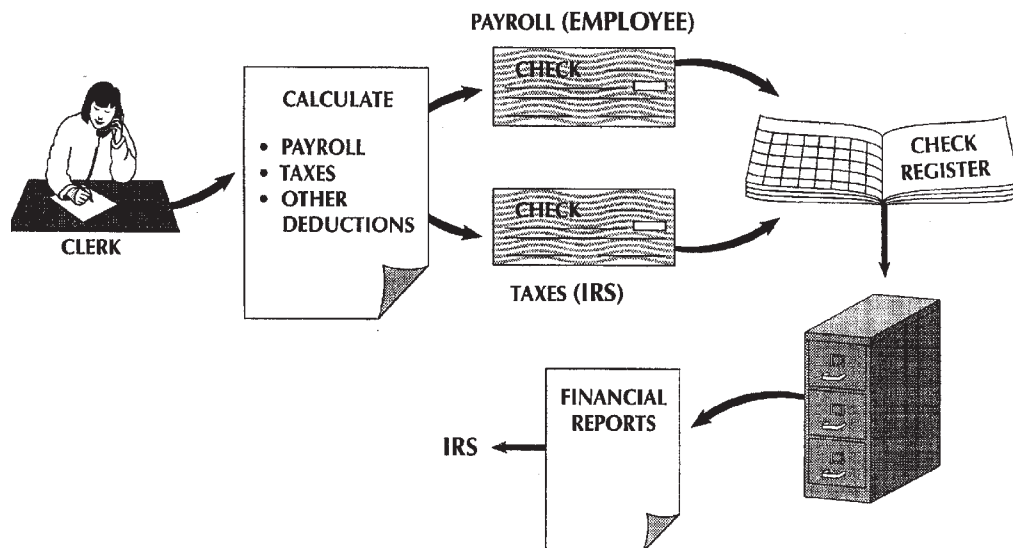 PAYROLL (EMPLOYEE)
CHECK
CALCULATE
• PAYROLL
• TAXES
• OTHER
DEDUCTIONS
CLERK
CHECK
TAXES (IRS)
CHECK
REGISTER
FINANCIAL
REPORTS
IRS